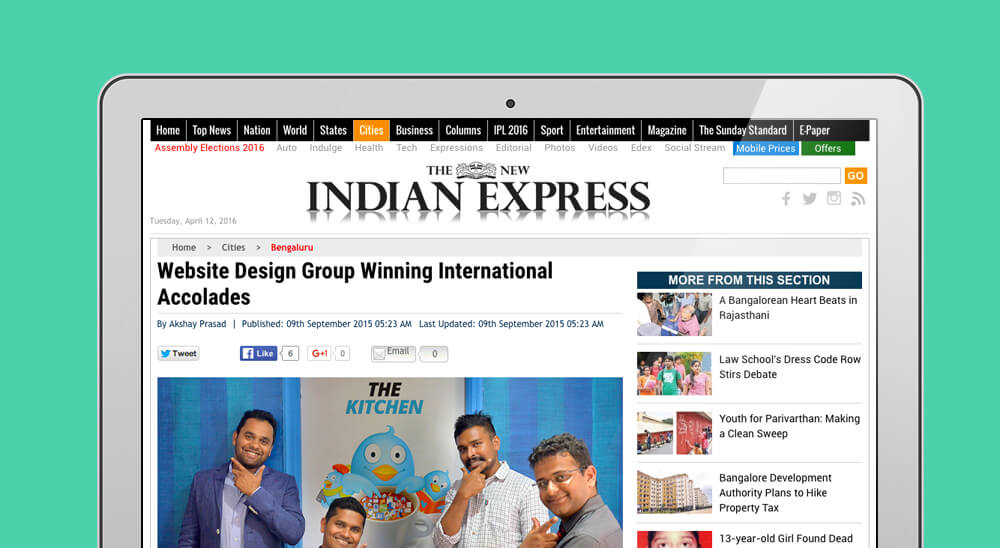 Home Top News Nation World States Cities Business Columns IPL 2016 Sport Entertainment Magazine The Sunday Standard E-Paper
Assembly Elections 2016 Auto Indulge Health Tech Expressions Editorial Photos Videos Edex Social Stream Mobile Prices Offers
THE NEW
INDIAN EXPRESS
GO
Tuesday, April 12, 2016
Home > Cities > Bengaluru
Website Design Group Winning International
Accolades
By Akshay Prasad | Published: 09th September 2015 05:23 AM Last Updated: 09th September 2015 05:23 AM
Tweet Like 6 G+1 0 Email 0
THE
KITCHEN
MORE FROM THIS SECTION
A Bangalorean Heart Beats in
Rajasthani
Law School's Dress Code Row
Stirs Debate
Youth for Parivarthan: Making
a Clean Sweep
Bangalore Development
Authority Plans to Hike
Property Tax
13-year-old Girl Found Dead